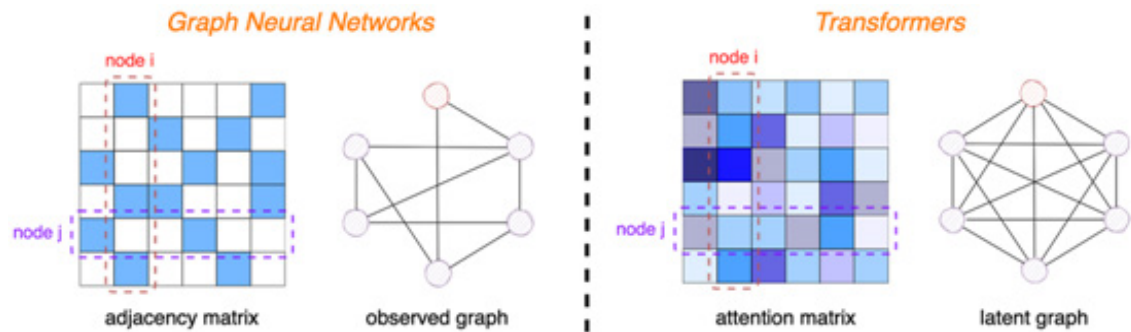 Graph Neural Networks
node i
node j
adjacency matrix
observed graph
Transformers
node i
node j
attention matrix
latent graph